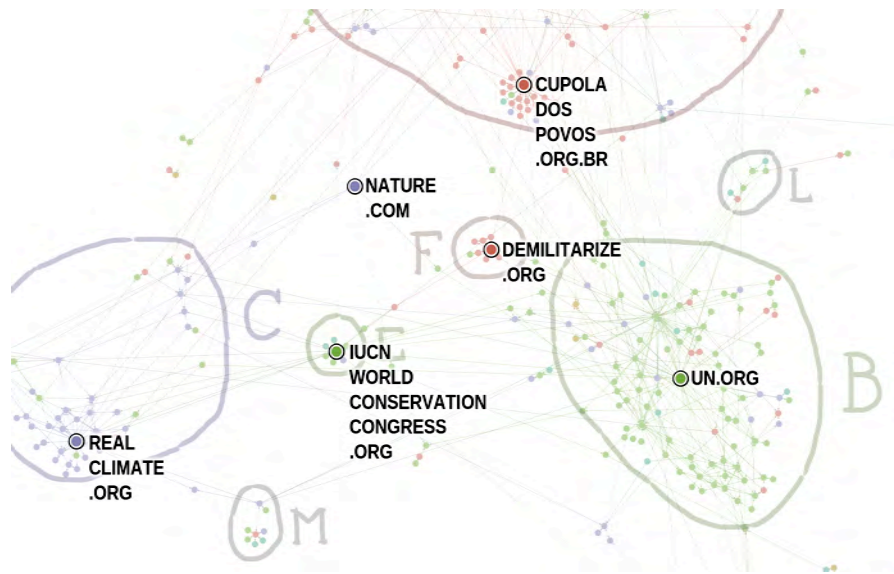 CUPOLA
DOS
POVOS
.ORG.BR
NATURE
.COM
L
F
DEMILITARIZE
.ORG
C
E
IUCN
WORLD
CONSERVATION
CONGRESS
.ORG
UN.ORG
B
REAL
CLIMATE
.ORG
M